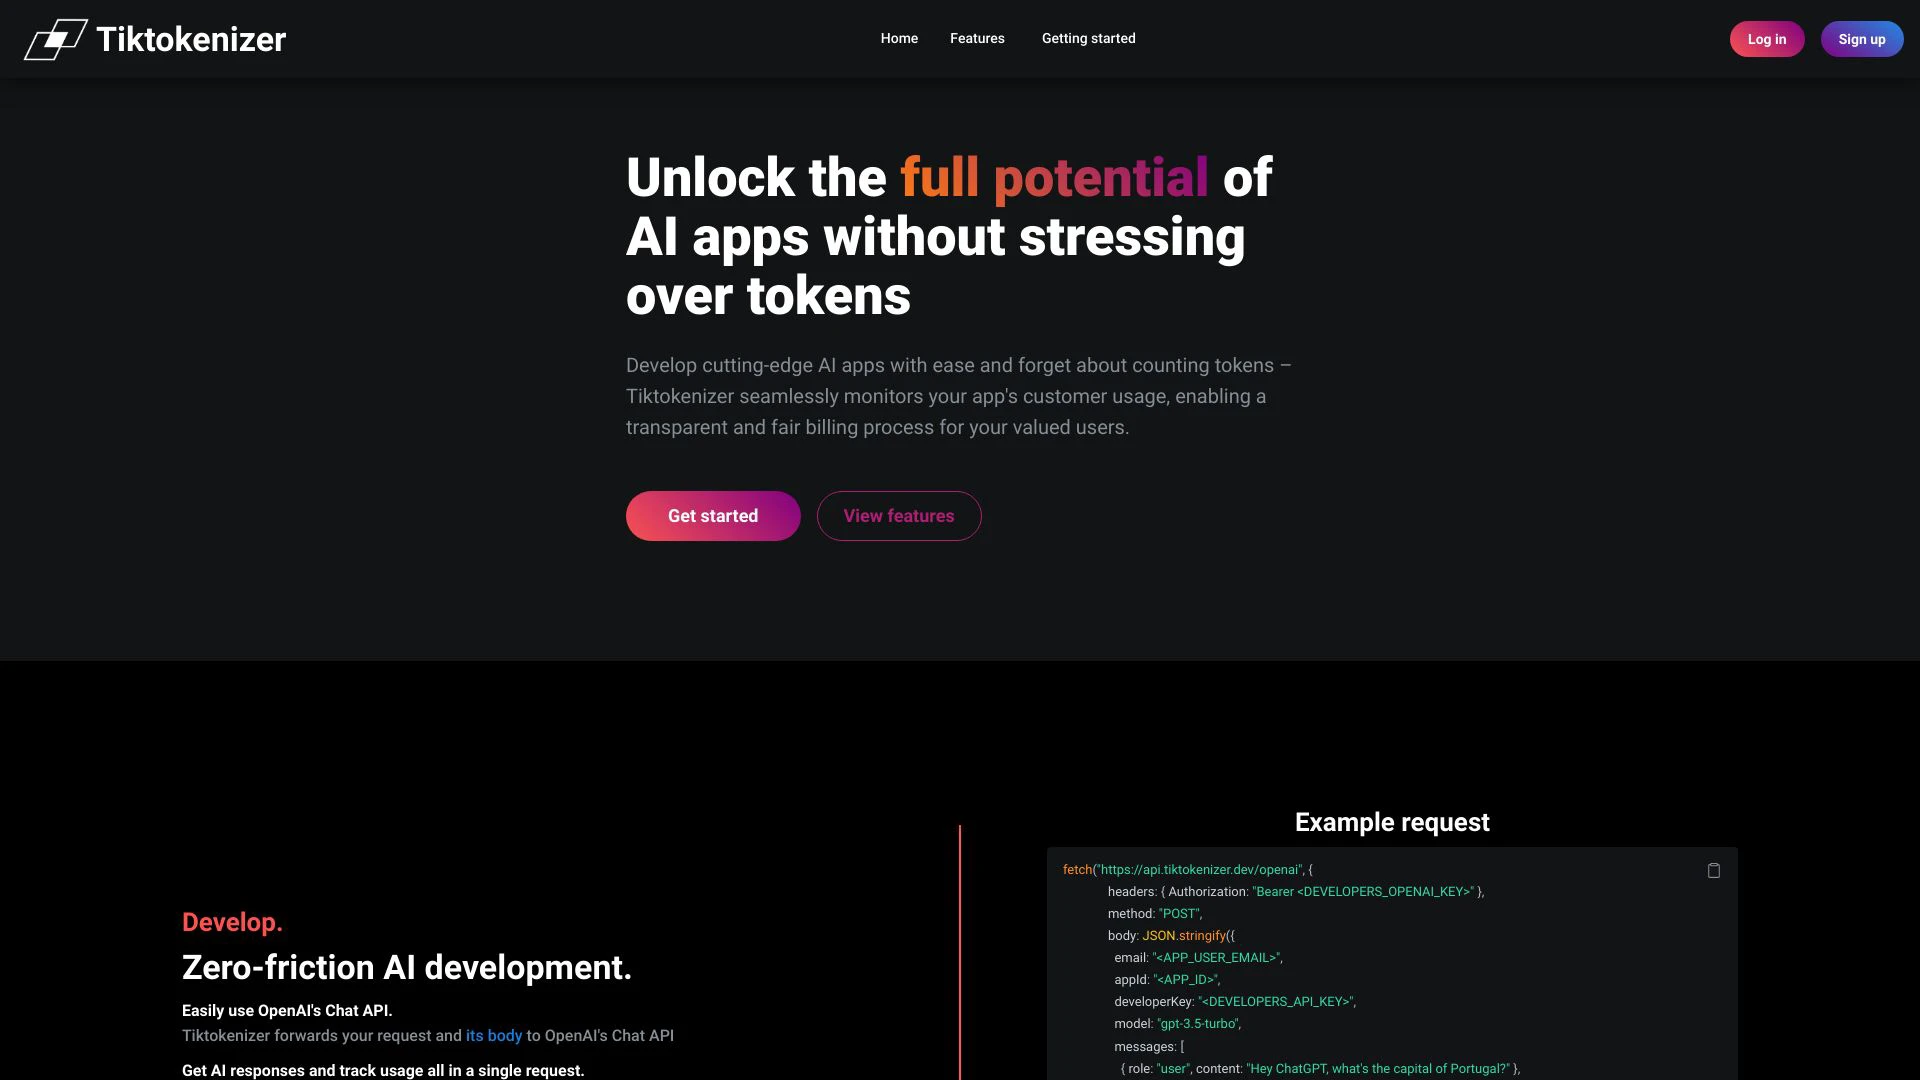 Tiktokenizer
Home
Features
Getting started
Log in
Sign up
Unlock the full potential of
AI apps without stressing
over tokens
Develop cutting-edge AI apps with ease and forget about counting tokens –
Tiktokenizer seamlessly monitors your app's customer usage, enabling a
transparent and fair billing process for your valued users.
Get started
View features
Develop.
Zero-friction AI development.
Easily use OpenAI's Chat API.
Tiktokenizer forwards your request and its body to OpenAI's Chat API
Get AI responses and track usage all in a single request.
Example request
fetch("https://api.tiktokenizer.dev/openai", {
headers: { Authorization: "Bearer <DEVELOPERS_OPENAI_KEY>" },
method: "POST",
body: JSON.stringify({
email: "<APP_USER_EMAIL>",
appId: "<APP_ID>",
developerKey: "<DEVELOPERS_API_KEY>",
model: "gpt-3.5-turbo",
messages: [
{ role: "user", content: "Hey ChatGPT, what's the capital of Portugal?" },